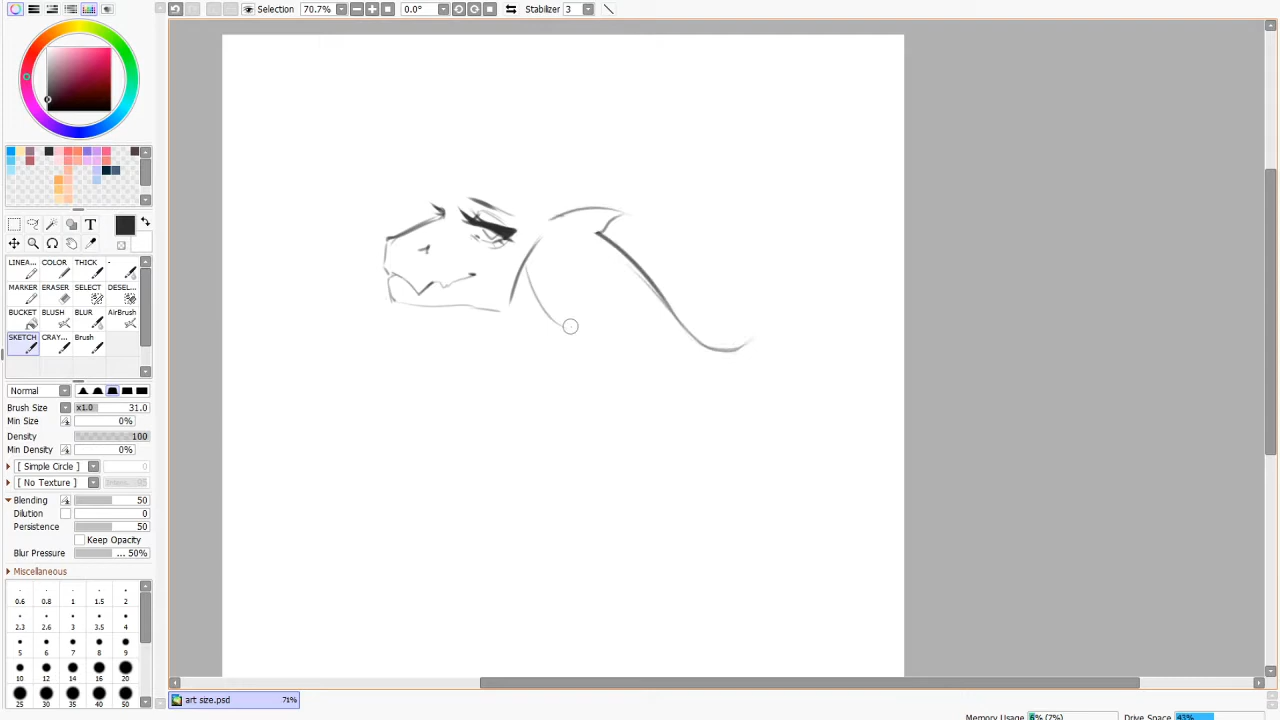 Selection 70.7% 0.0° Stabilizer 3
T
LINEA... COLOR THICK -
MARKER ERASER SELECT DESEL...
BUCKET BLUSH BLUR AirBrush
SKETCH CRAY... Brush
Normal
Brush Size x1.0 31.0
Min Size 0%
Density 100
Min Density 0%
[ Simple Circle ] 0
[ No Texture ]
Blending 50
Dilution 0
Persistence 50
Keep Opacity
Blur Pressure ... 50%
Miscellaneous
0.6 0.8 1 1.5 2
2.3 2.6 3 3.5 4
5 6 7 8 9
10 12 14 16 20
25 30 35 40 50
art size.psd 71%
Memory Usage 6% (7%) Drive Space 43%